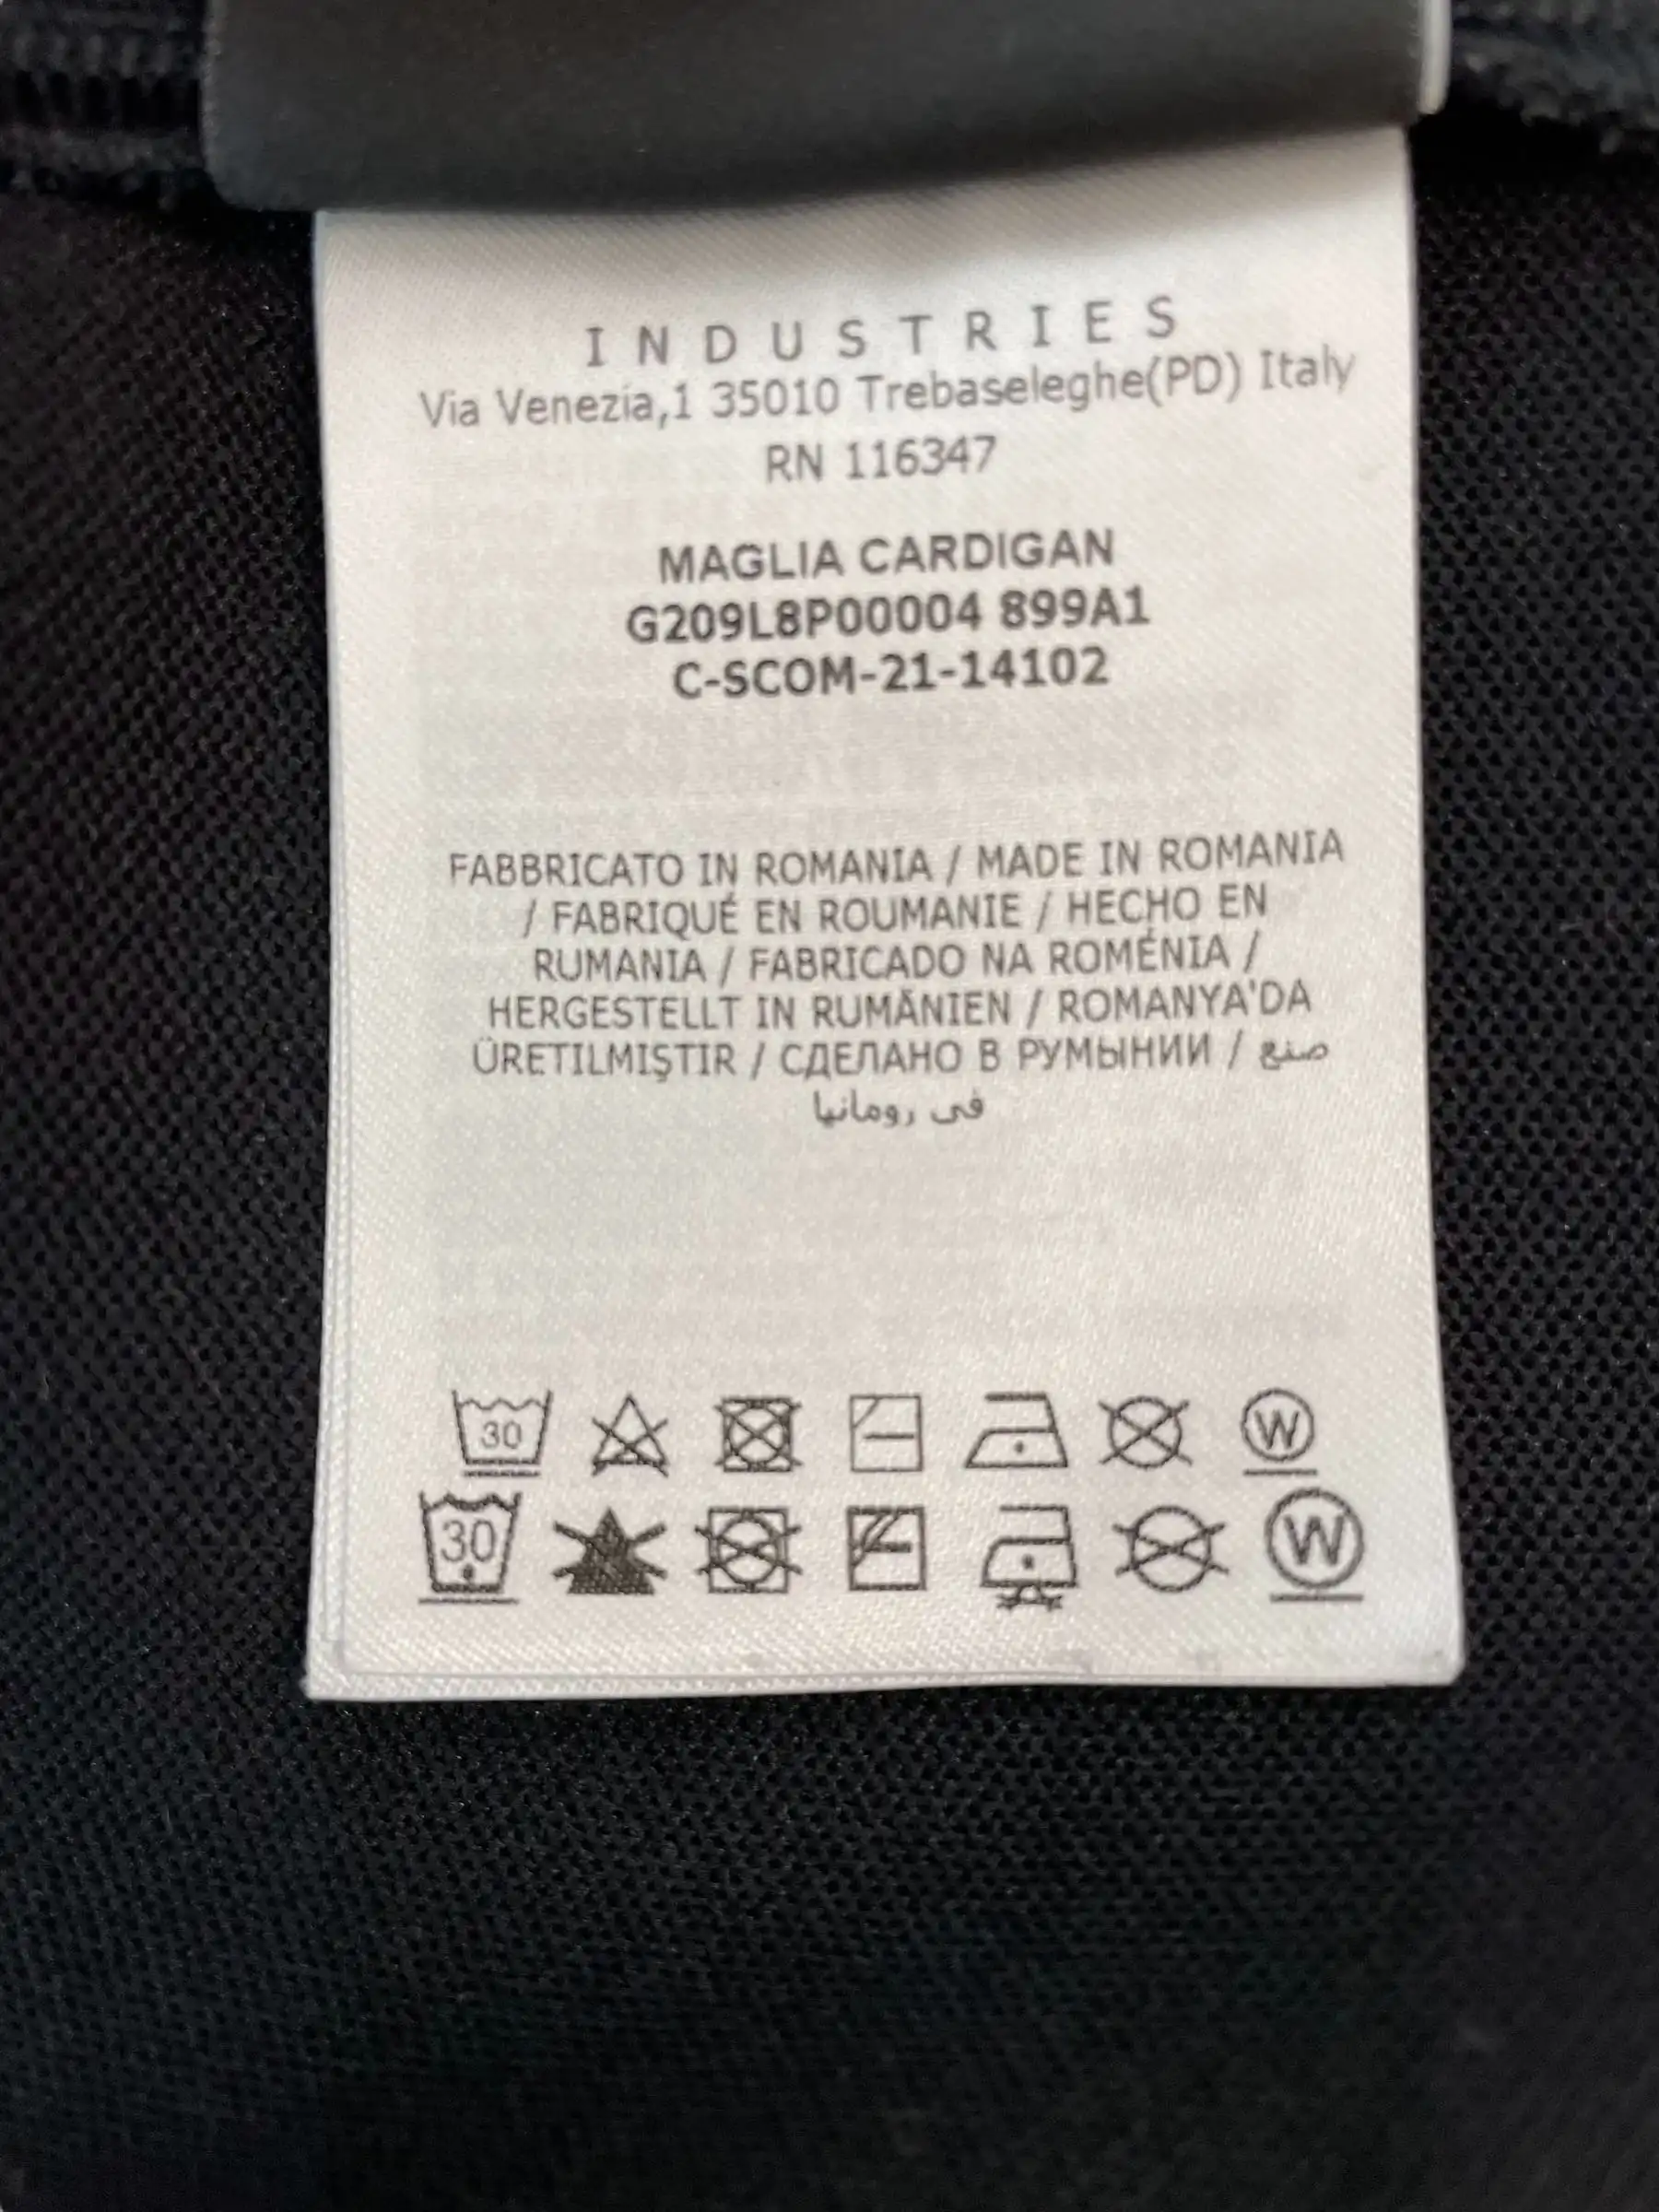 INDUSTRIES
Via Venezia,1 35010 Trebaseleghe(PD) Italy
RN 116347
MAGLIA CARDIGAN
G209L8P00004 899A1
C-SCOM-21-14102
FABBRICATO IN ROMANIA / MADE IN ROMANIA
/ FABRIQUÉ EN ROUMANIE / HECHO EN
RUMANIA / FABRICADO NA ROMÉNIA /
HERGESTELLT IN RUMÄNIEN / ROMANYA'DA
ÜRETILMIŞTIR / СДЕЛАНО В РУМЫНИИ / صنع
في رومانيا
30 W
30 W